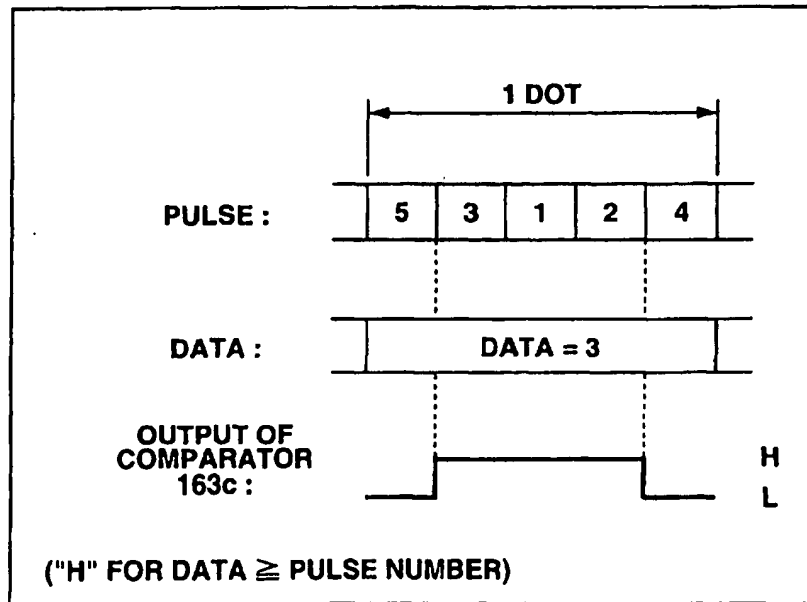 1 DOT
PULSE : 5 3 1 2 4
DATA : DATA = 3
OUTPUT OF
COMPARATOR
163c :
H
L
("H" FOR DATA ≧ PULSE NUMBER)